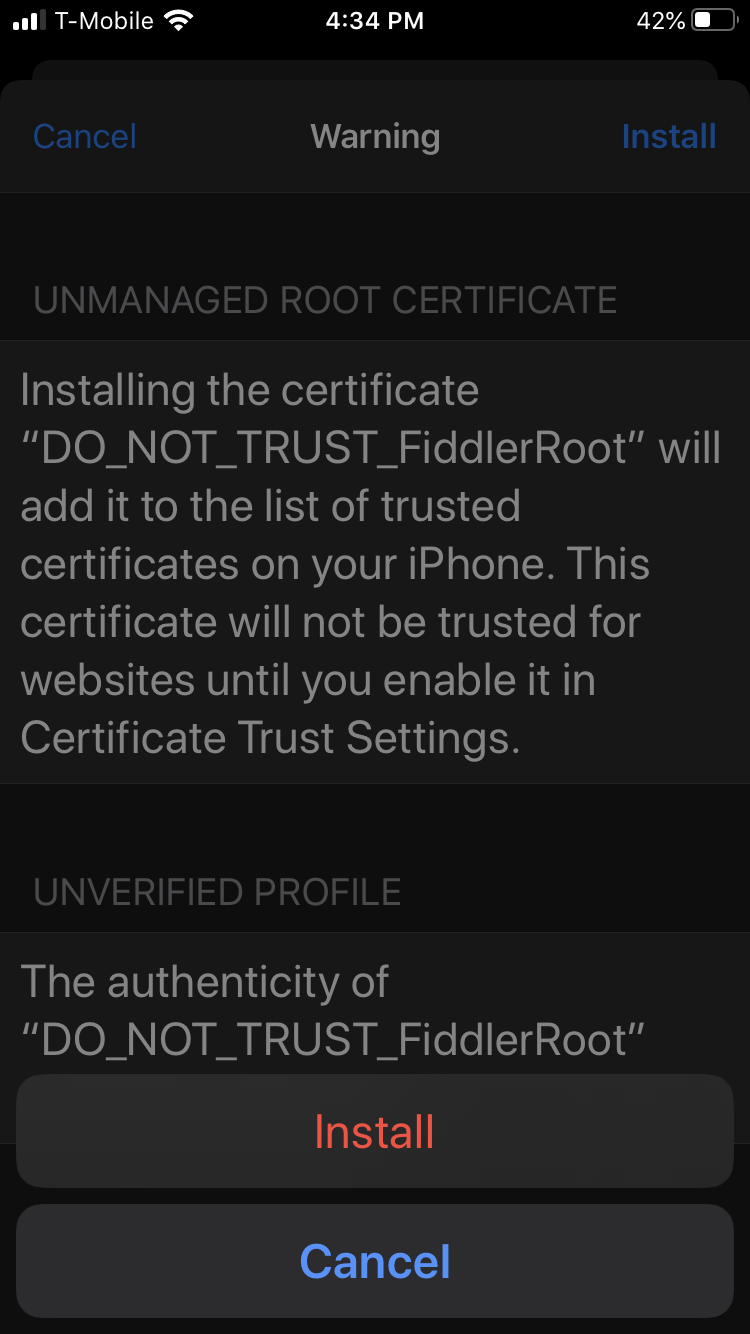 T-Mobile 4:34 PM 42%
Cancel Warning Install
UNMANAGED ROOT CERTIFICATE
Installing the certificate
“DO_NOT_TRUST_FiddlerRoot” will
add it to the list of trusted
certificates on your iPhone. This
certificate will not be trusted for
websites until you enable it in
Certificate Trust Settings.
UNVERIFIED PROFILE
The authenticity of
“DO_NOT_TRUST_FiddlerRoot”
Install
Cancel